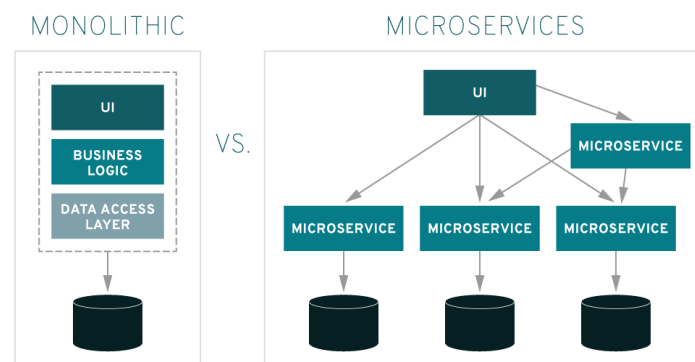 MONOLITHIC
UI
BUSINESS
LOGIC
DATA ACCESS
LAYER
VS.
MICROSERVICES
UI
MICROSERVICE
MICROSERVICE
MICROSERVICE
MICROSERVICE